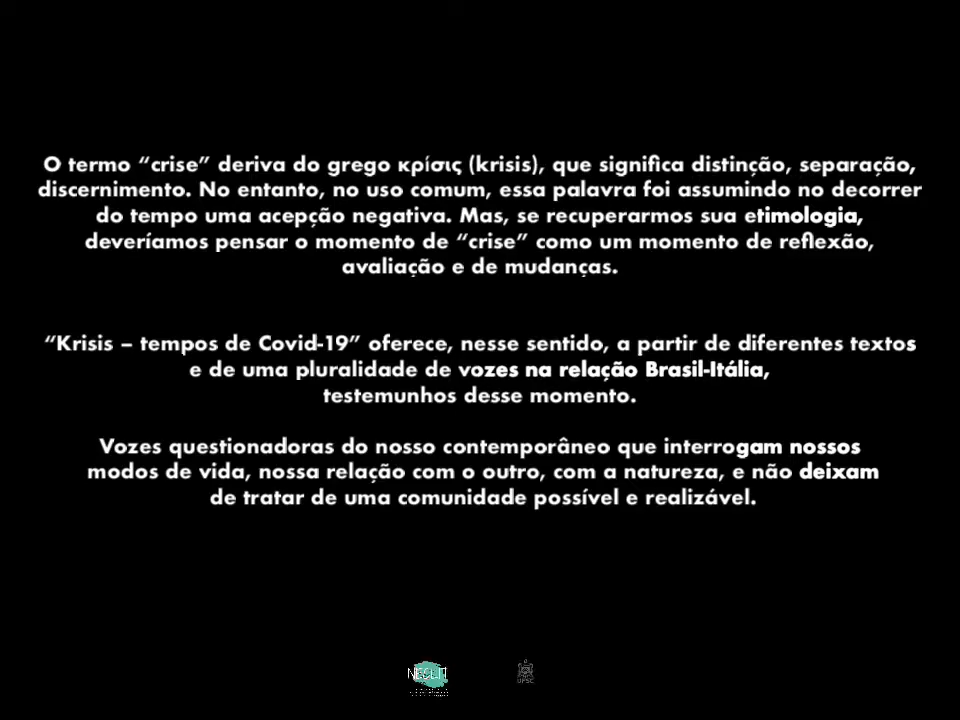 O termo “crise” deriva do grego κρίσις (krisis), que significa distinção, separação,
discernimento. No entanto, no uso comum, essa palavra foi assumindo no decorrer
do tempo uma acepção negativa. Mas, se recuperarmos sua etimologia,
deveríamos pensar o momento de “crise” como um momento de reflexão,
avaliação e de mudanças.
“Krisis – tempos de Covid-19” oferece, nesse sentido, a partir de diferentes textos
e de uma pluralidade de vozes na relação Brasil-Itália,
testemunhos desse momento.
Vozes questionadoras do nosso contemporâneo que interrogam nossos
modos de vida, nossa relação com o outro, com a natureza, e não deixam
de tratar de uma comunidade possível e realizável.
NECLIT
UFSC